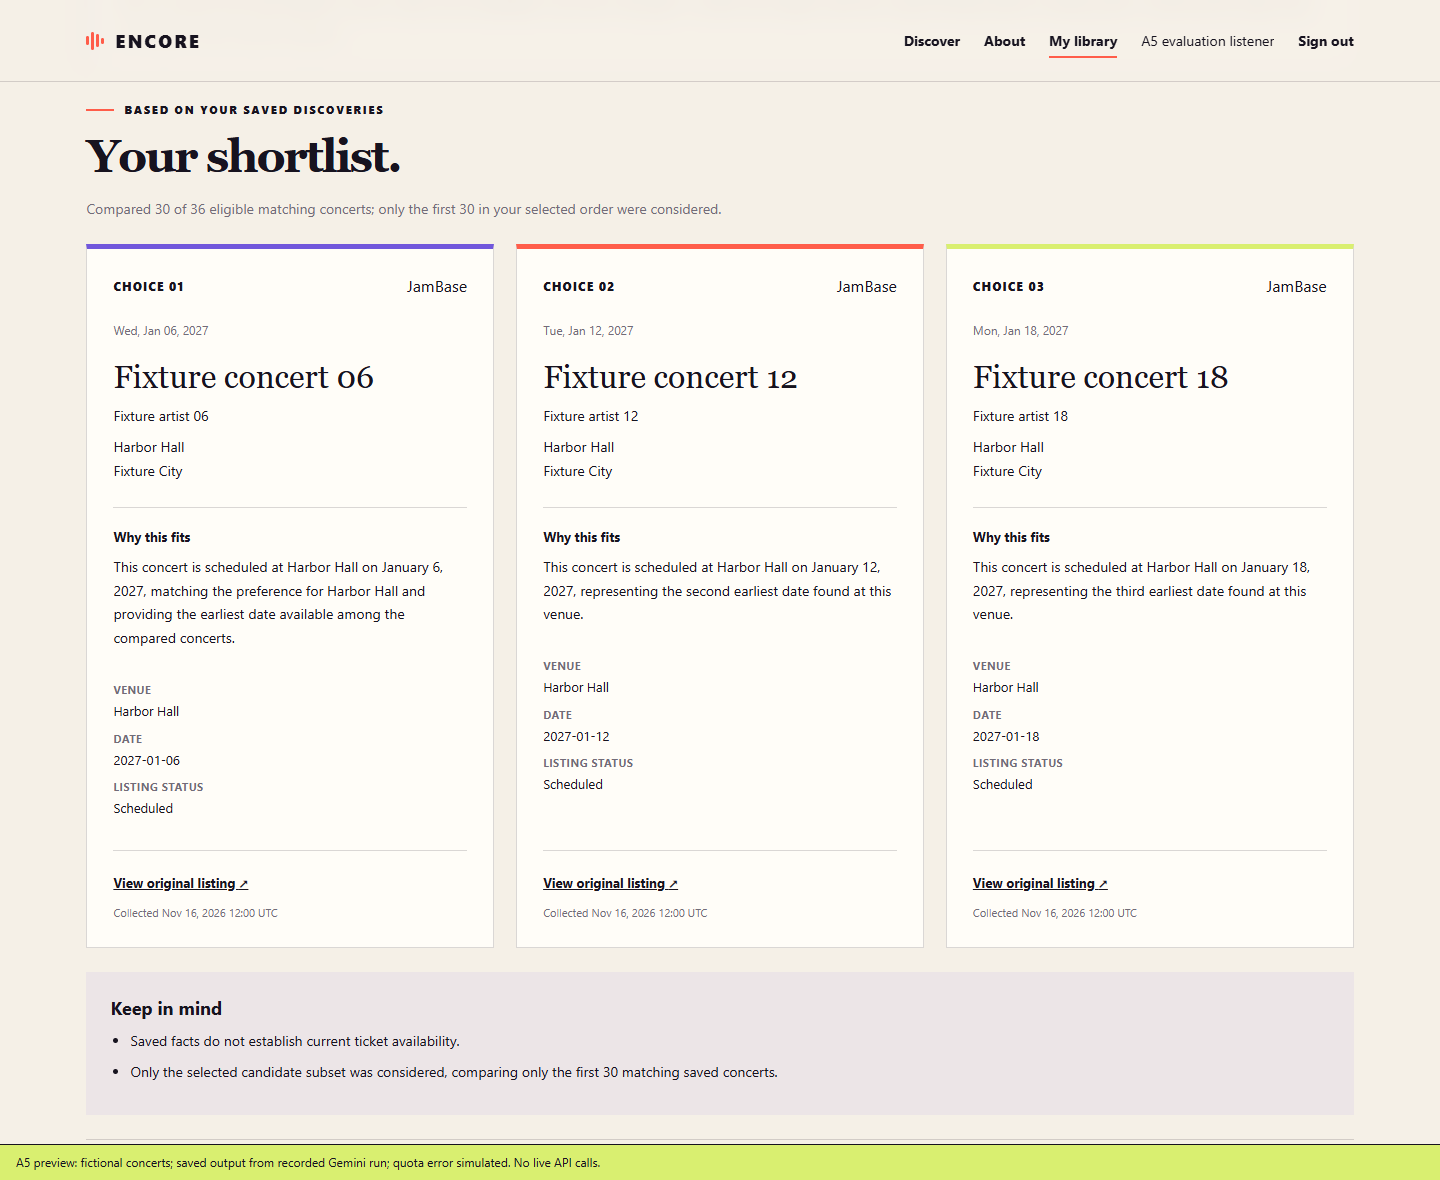 ENCORE
Discover About My library A5 evaluation listener Sign out
BASED ON YOUR SAVED DISCOVERIES
Your shortlist.
Compared 30 of 36 eligible matching concerts; only the first 30 in your selected order were considered.
CHOICE 01 JamBase
Wed, Jan 06, 2027
Fixture concert 06
Fixture artist 06
Harbor Hall
Fixture City
Why this fits
This concert is scheduled at Harbor Hall on January 6,
2027, matching the preference for Harbor Hall and
providing the earliest date available among the
compared concerts.
VENUE
Harbor Hall
DATE
2027-01-06
LISTING STATUS
Scheduled
View original listing ↗
Collected Nov 16, 2026 12:00 UTC
CHOICE 02 JamBase
Tue, Jan 12, 2027
Fixture concert 12
Fixture artist 12
Harbor Hall
Fixture City
Why this fits
This concert is scheduled at Harbor Hall on January 12,
2027, representing the second earliest date found at this
venue.
VENUE
Harbor Hall
DATE
2027-01-12
LISTING STATUS
Scheduled
View original listing ↗
Collected Nov 16, 2026 12:00 UTC
CHOICE 03 JamBase
Mon, Jan 18, 2027
Fixture concert 18
Fixture artist 18
Harbor Hall
Fixture City
Why this fits
This concert is scheduled at Harbor Hall on January 18,
2027, representing the third earliest date found at this
venue.
VENUE
Harbor Hall
DATE
2027-01-18
LISTING STATUS
Scheduled
View original listing ↗
Collected Nov 16, 2026 12:00 UTC
Keep in mind
• Saved facts do not establish current ticket availability.
• Only the selected candidate subset was considered, comparing only the first 30 matching saved concerts.
A5 preview: fictional concerts; saved output from recorded Gemini run; quota error simulated. No live API calls.